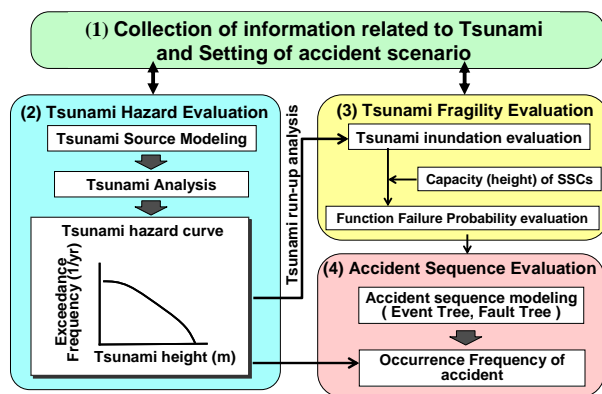 (1) Collection of information related to Tsunami
and Setting of accident scenario
(2) Tsunami Hazard Evaluation
Tsunami Source Modeling
Tsunami Analysis
Tsunami hazard curve
Exceedance
Frequency (1/yr)
Tsunami height (m)
Tsunami run-up analysis
(3) Tsunami Fragility Evaluation
Tsunami inundation evaluation
Capacity (height) of SSCs
Function Failure Probability evaluation
(4) Accident Sequence Evaluation
Accident sequence modeling
( Event Tree, Fault Tree )
Occurrence Frequency of
accident